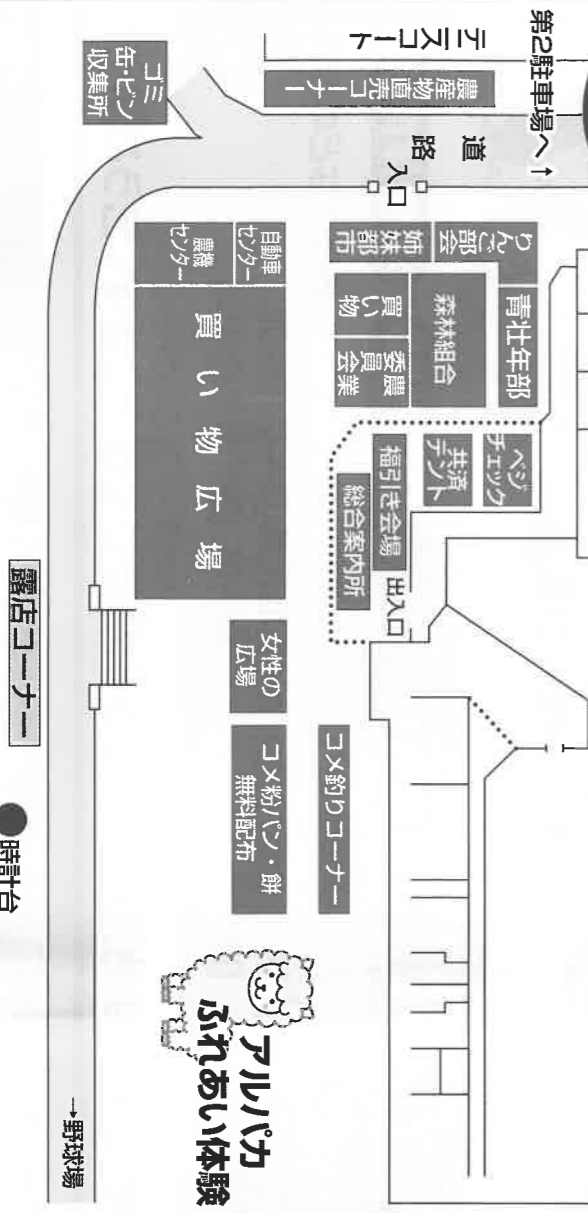 第2駐車場へ↑
テニスコート
農産物直売コーナー
道路
入口
ゴミ
缶・ビン
収集所
りんご
部会
姉妹
都市
青壮年部
森林組合
買い
物
農業
委員会
自動車
センター
農機
センター
買い物広場
ベジ
チェック
共済
テント
福引き会場
総合案内所
出入口
女性の
広場
コメ粉パン・餅
無料配布
コメ釣りコーナー
アルパカ
ふれあい体験
露店コーナー
●時計台
→野球場